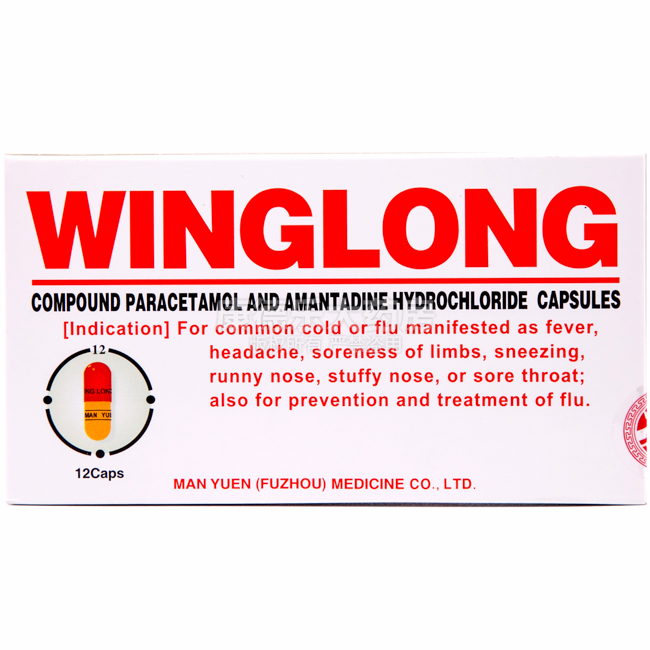 WINGLONG
COMPOUND PARACETAMOL AND AMANTADINE HYDROCHLORIDE CAPSULES
[Indication] For common cold or flu manifested as fever,
headache, soreness of limbs, sneezing,
runny nose, stuffy nose, or sore throat;
also for prevention and treatment of flu.
12
MAN YUE
12Caps
MAN YUEN (FUZHOU) MEDICINE CO., LTD.